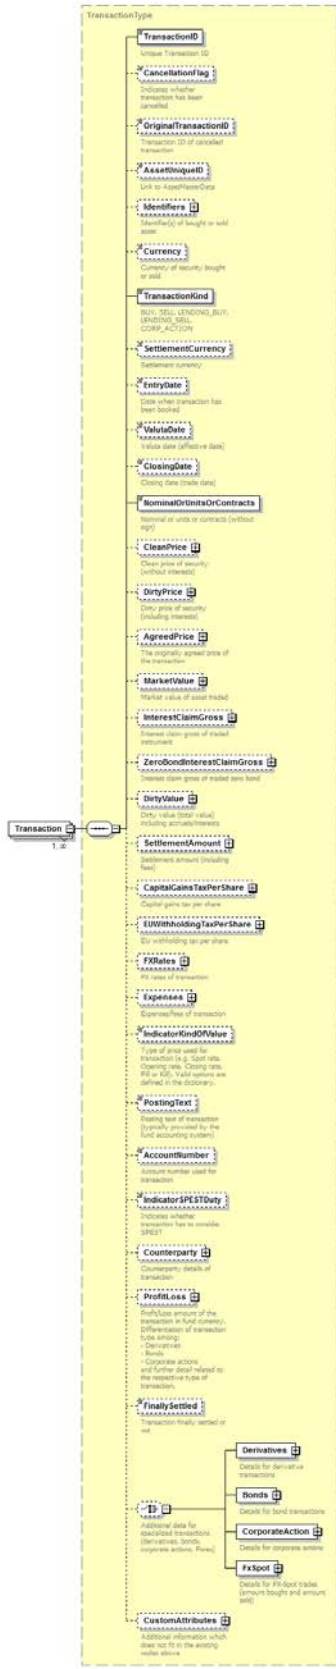 TransactionType
TransactionID
Unique Transaction ID
CancellationFlag
Indicates whether
transaction has been
cancelled
OriginalTransactionID
Transaction ID of cancelled
transaction
AssetUniqueID
Link to AssetMasterData
Identifiers
Identifier(s) of bought or sold
asset
Currency
Currency of security bought
or sold
TransactionKind
BUY, SELL, LENDING_BUY,
LENDING_SELL,
CORP_ACTION
SettlementCurrency
Settlement currency
EntryDate
Date when transaction has
been booked
ValutaDate
Valuta date (effective date)
ClosingDate
Closing date (trade date)
NominalOrUnitsOrContracts
Nominal or units or contracts (without
sign)
CleanPrice
Clean price of security
(without interests)
DirtyPrice
Dirty price of security
(including interests)
AgreedPrice
The originally agreed price of
the transaction
MarketValue
Market value of asset traded
InterestClaimGross
Interest claim gross of traded
instrument
ZeroBondInterestClaimGross
Interest claim gross of traded zero bond
DirtyValue
Dirty value (total value)
including accruals/interests
Transaction
1..∞
SettlementAmount
Settlement amount (including
fees)
CapitalGainsTaxPerShare
Capital gains tax per share
EUWithholdingTaxPerShare
EU withholding tax per share
FXRates
FX rates of transaction
Expenses
Expenses/fees of transaction
IndicatorKindOfValue
Type of price used for
transaction (e.g. Spot rate,
Opening rate, Closing rate,
Fill or Kill). Valid options are
defined in the dictionary.
PostingText
Posting text of transaction
(typically provided by the
fund accounting system)
AccountNumber
Account number used for
transaction
IndicatorSPESTDuty
Indicates whether
transaction has to consider
SPEST
Counterparty
Counterparty details of
transaction
ProfitLoss
Profit/Loss amount of the
transaction in fund currency.
Differentiation of transaction
type among:
- Derivatives
- Bonds
- Corporate actions
and further detail related to
the respective type of
transaction.
FinallySettled
Transaction finally settled or
not
Additional data for
specialized transactions
(derivatives, bonds,
corporate actions, Forex)
Derivatives
Details for derivative
transactions
Bonds
Details for bond transactions
CorporateAction
Details for corporate actions
FxSpot
Details for FX-Spot trades
(amount bought and amount
sold)
CustomAttributes
Additional information which
does not fit in the existing
nodes above